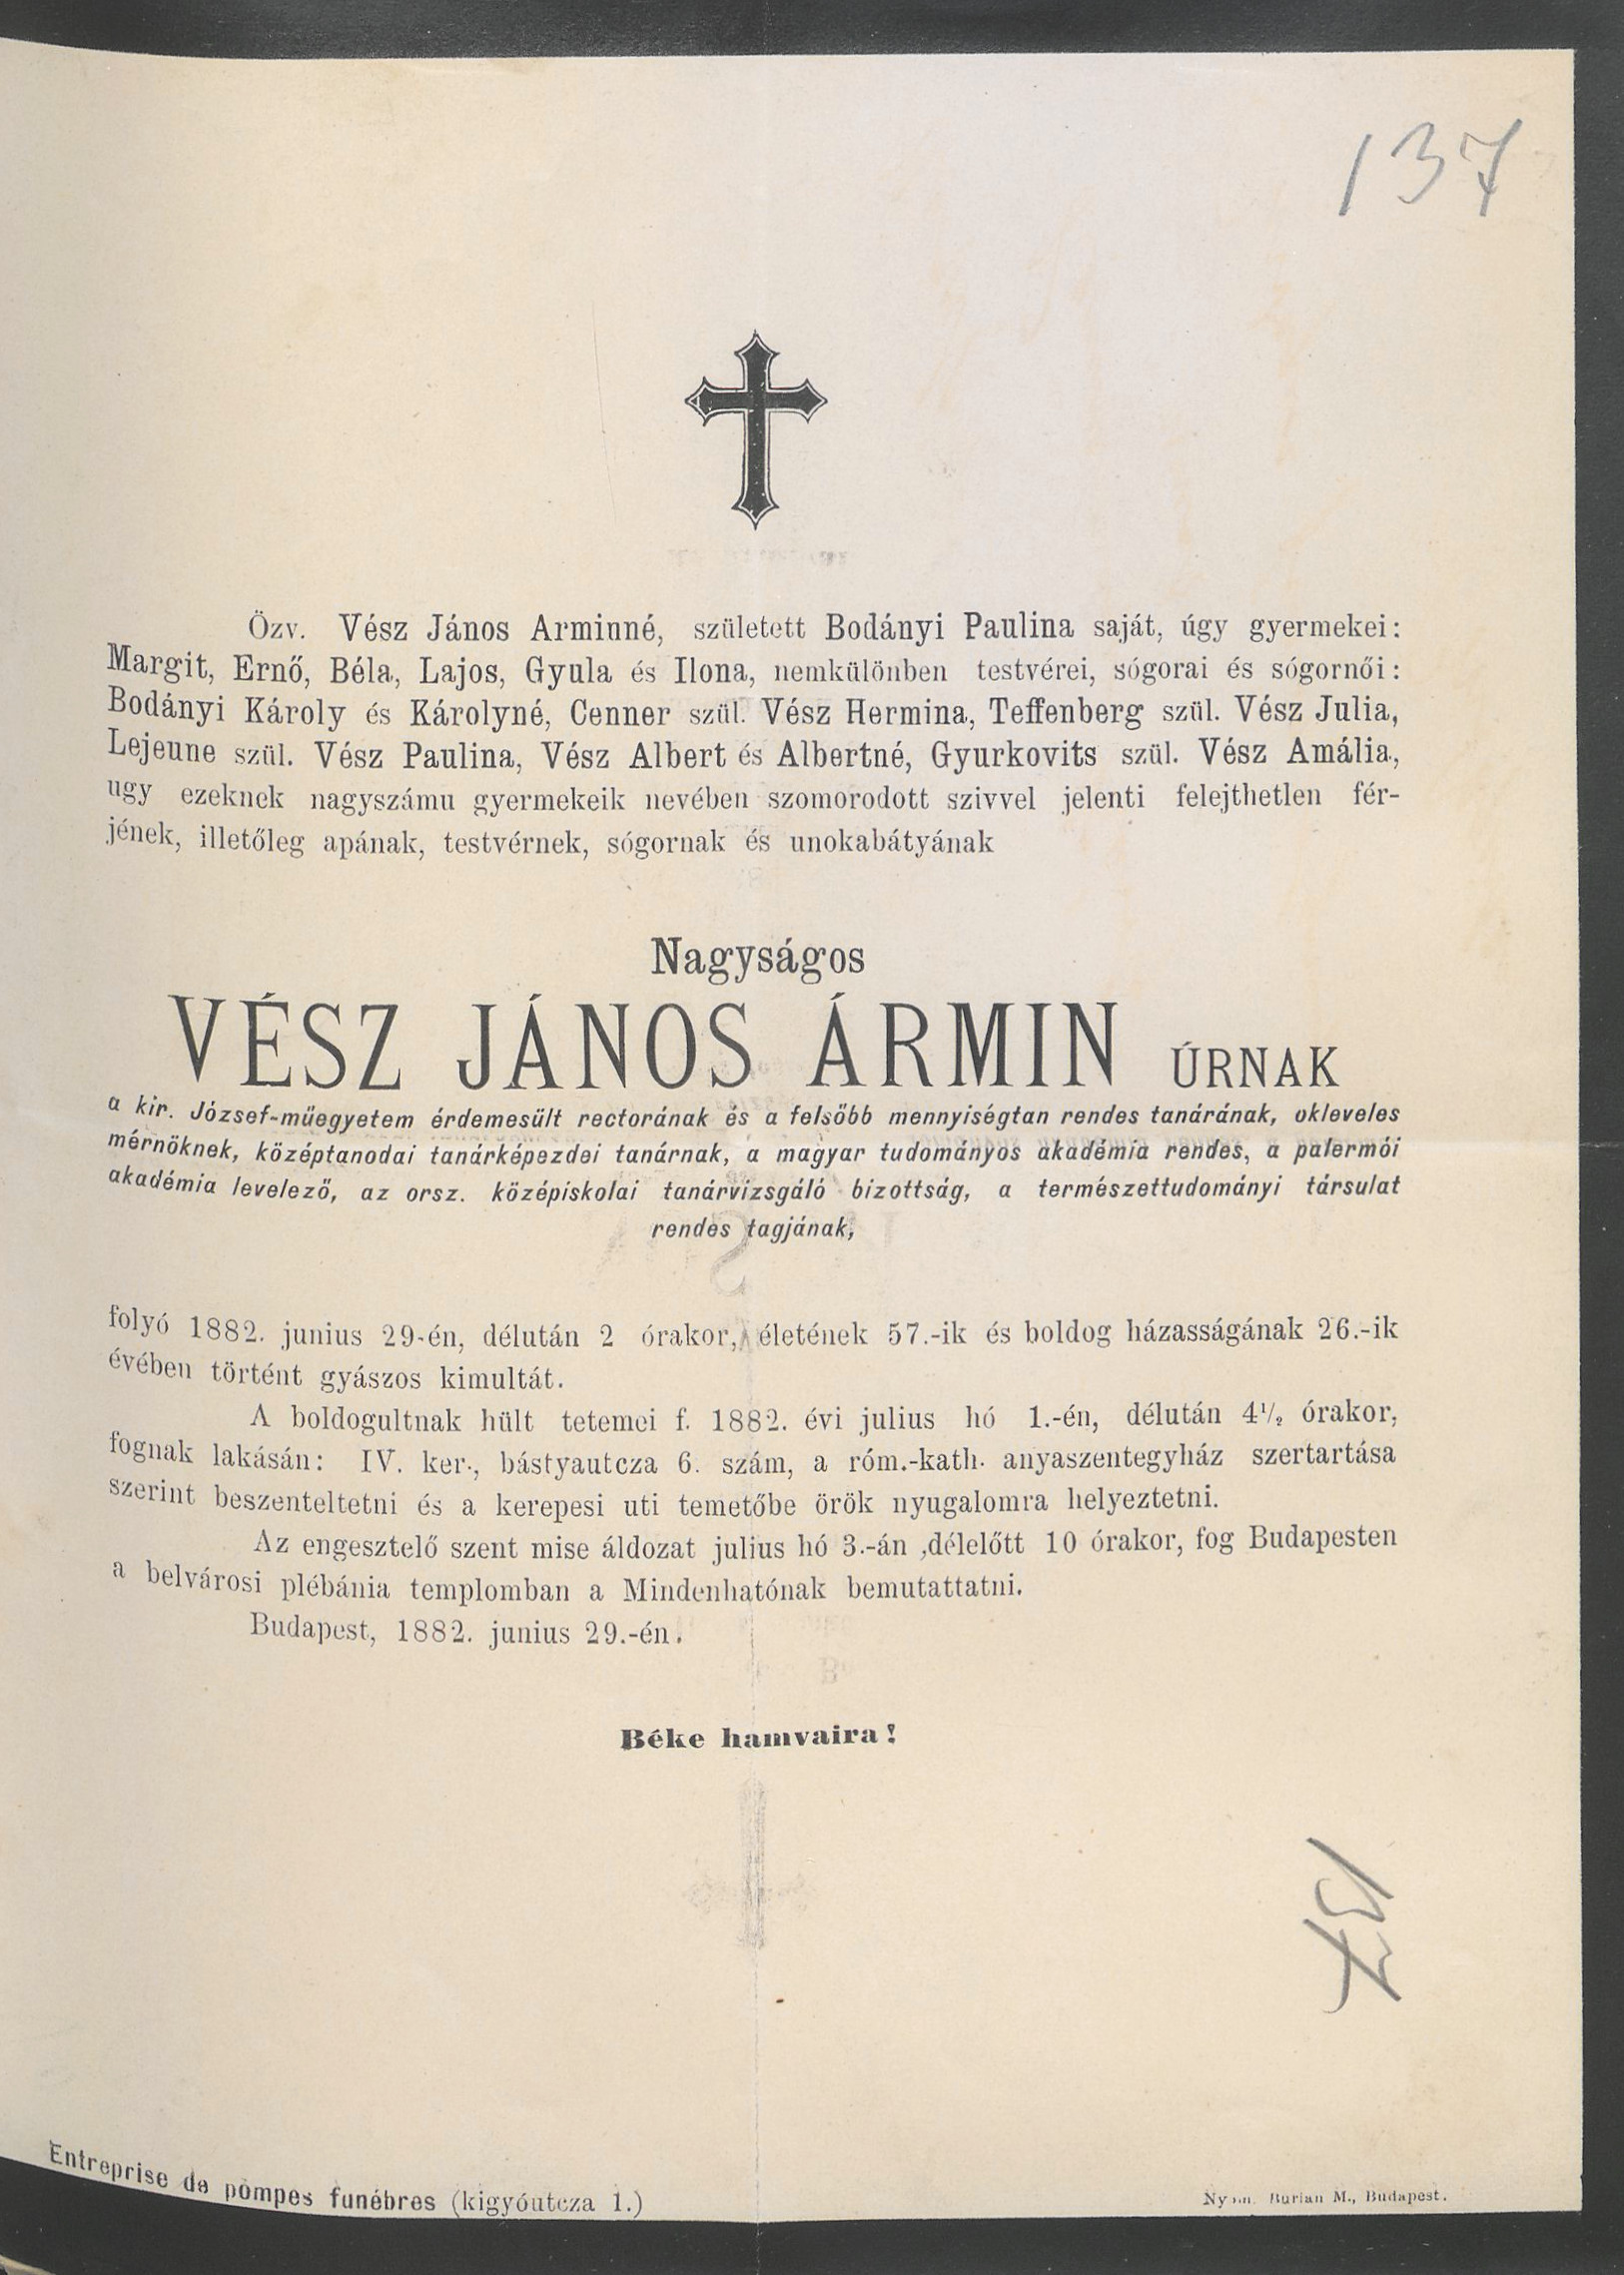 137
Özv. Vész János Arminné, született Bodányi Paulina saját, úgy gyermekei:
Margit, Ernő, Béla, Lajos, Gyula és Ilona, nemkülönben testvérei, sógorai és sógornői:
Bodányi Károly és Károlyné, Cenner szül. Vész Hermina, Teffenberg szül. Vész Julia,
Lejeune szül. Vész Paulina, Vész Albert és Albertné, Gyurkovits szül. Vész Amália,
ugy ezeknek nagyszámu gyermekeik nevében szomorodott szivvel jelenti felejthetlen fér-
jének, illetőleg apának, testvérnek, sógornak és unokabátyának
Nagyságos
VÉSZ JÁNOS ÁRMIN ÚRNAK
a kir. József-müegyetem érdemesült rectorának és a felsőbb mennyiségtan rendes tanárának, okleveles
mérnöknek, középtanodai tanárképezdei tanárnak, a magyar tudományos akadémia rendes, a palermói
akadémia levelező, az orsz. középiskolai tanárvizsgáló bizottság, a természettudományi társulat
rendes tagjának,
folyó 1882. junius 29-én, délután 2 órakor, életének 57.-ik és boldog házasságának 26.-ik
évében történt gyászos kimultát.
A boldogultnak hült tetemei f. 1882. évi julius hó 1.-én, délután 4½ órakor,
fognak lakásán: IV. ker., bástyautcza 6. szám, a róm.-kath. anyaszentegyház szertartása
szerint beszenteltetni és a kerepesi uti temetőbe örök nyugalomra helyeztetni.
Az engesztelő szent mise áldozat julius hó 3.-án ,délelőtt 10 órakor, fog Budapesten
a belvárosi plébánia templomban a Mindenhatónak bemutattatni.
Budapest, 1882. junius 29.-én.
Béke hamvaira!
137
Entreprise de pompes funébres (kigyóutcza 1.)
Nyom. Burian M., Budapest.